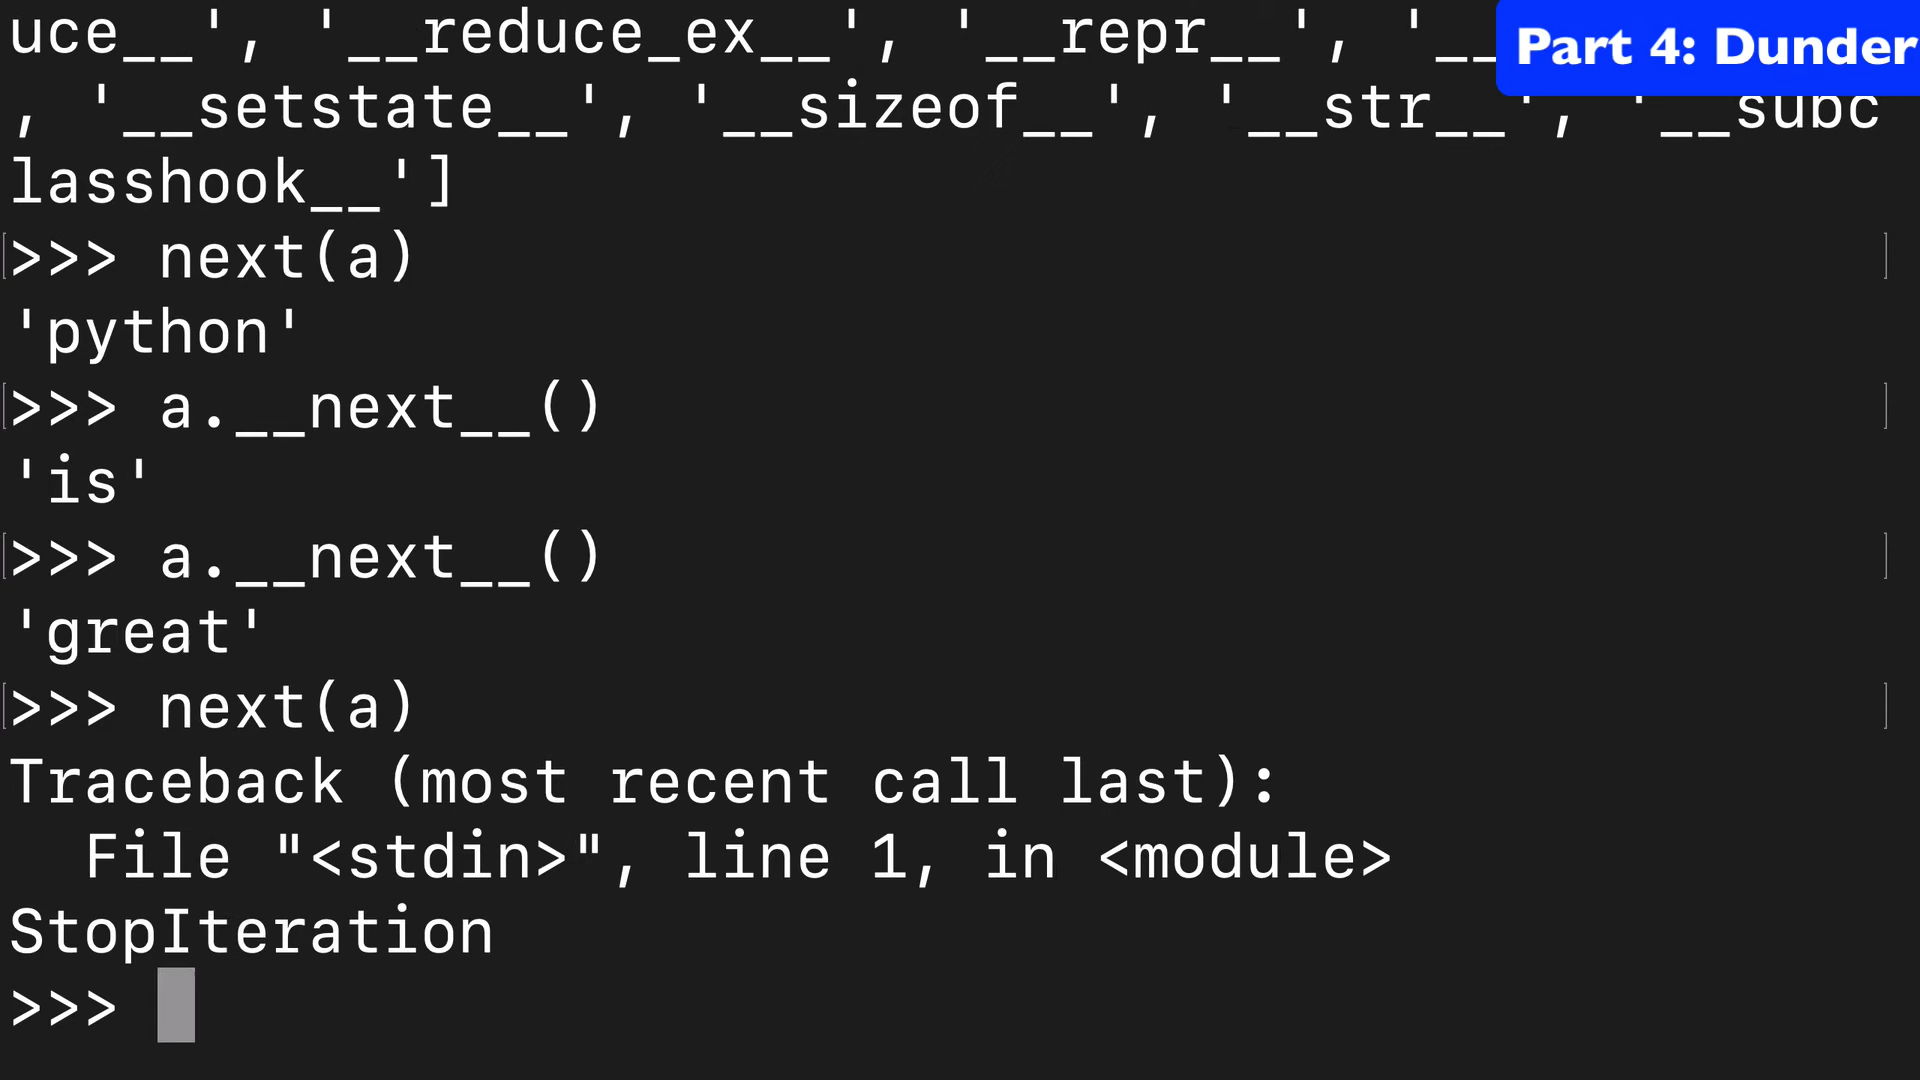 uce__', '__reduce_ex__', '__repr__', '__
Part 4: Dunder
, '__setstate__', '__sizeof__', '__str__', '__subc
lasshook__']
>>> next(a)
'python'
>>> a.__next__()
'is'
>>> a.__next__()
'great'
>>> next(a)
Traceback (most recent call last):
  File "<stdin>", line 1, in <module>
StopIteration
>>>